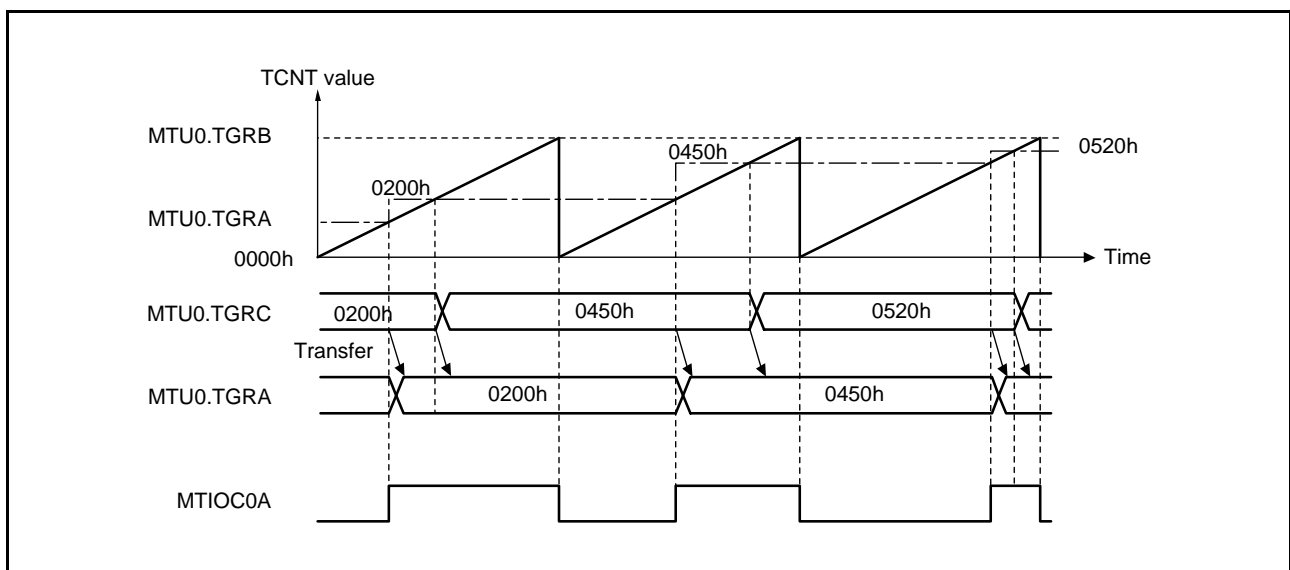 TCNT value
MTU0.TGRB
0520h
0450h
0200h
MTU0.TGRA
0000h
Time
MTU0.TGRC
0200h
0450h
0520h
Transfer
MTU0.TGRA
0200h
0450h
MTIOC0A